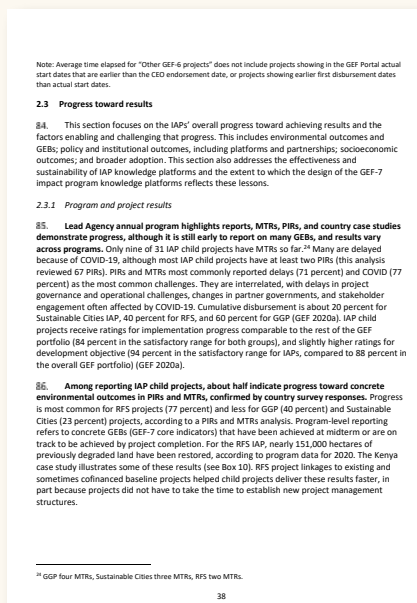 Note: Average time elapsed for "Other GEF-6 projects" does not include projects showing in the GEF Portal actual
start dates that are earlier than the CEO endorsement date, or projects showing earlier first disbursement dates
than actual start dates.
2.3 Progress toward results
84. This section focuses on the IAPs' overall progress toward achieving results and the
factors enabling and challenging that progress. This includes environmental outcomes and
GEBs; policy and institutional outcomes, including platforms and partnerships; socioeconomic
outcomes; and broader adoption. This section also addresses the effectiveness and
sustainability of IAP knowledge platforms and the extent to which the design of the GEF-7
impact program knowledge platforms reflects these lessons.
2.3.1 Program and project results
85. Lead Agency annual program highlights reports, MTRs, PIRs, and country case studies
demonstrate progress, although it is still early to report on many GEBs, and results vary
across programs. Only nine of 31 IAP child projects have MTRs so far.24 Many are delayed
because of COVID-19, although most IAP child projects have at least two PIRs (this analysis
reviewed 67 PIRs). PIRs and MTRs most commonly reported delays (71 percent) and COVID (77
percent) as the most common challenges. They are interrelated, with delays in project
governance and operational challenges, changes in partner governments, and stakeholder
engagement often affected by COVID-19. Cumulative disbursement is about 20 percent for
Sustainable Cities IAP, 40 percent for RFS, and 60 percent for GGP (GEF 2020a). IAP child
projects receive ratings for implementation progress comparable to the rest of the GEF
portfolio (84 percent in the satisfactory range for both groups), and slightly higher ratings for
development objective (94 percent in the satisfactory range for IAPs, compared to 88 percent in
the overall GEF portfolio) (GEF 2020a).
86. Among reporting IAP child projects, about half indicate progress toward concrete
environmental outcomes in PIRs and MTRs, confirmed by country survey responses. Progress
is most common for RFS projects (77 percent) and less for GGP (40 percent) and Sustainable
Cities (23 percent) projects, according to a PIRs and MTRs analysis. Program-level reporting
refers to concrete GEBs (GEF-7 core indicators) that have been achieved at midterm or are on
track to be achieved by project completion. For the RFS IAP, nearly 151,000 hectares of
previously degraded land have been restored, according to program data for 2020. The Kenya
case study illustrates some of these results (see Box 10). RFS project linkages to existing and
sometimes cofinanced baseline projects helped child projects deliver these results faster, in
part because projects did not have to take the time to establish new project management
structures.
24 GGP four MTRs, Sustainable Cities three MTRs, RFS two MTRs.
38